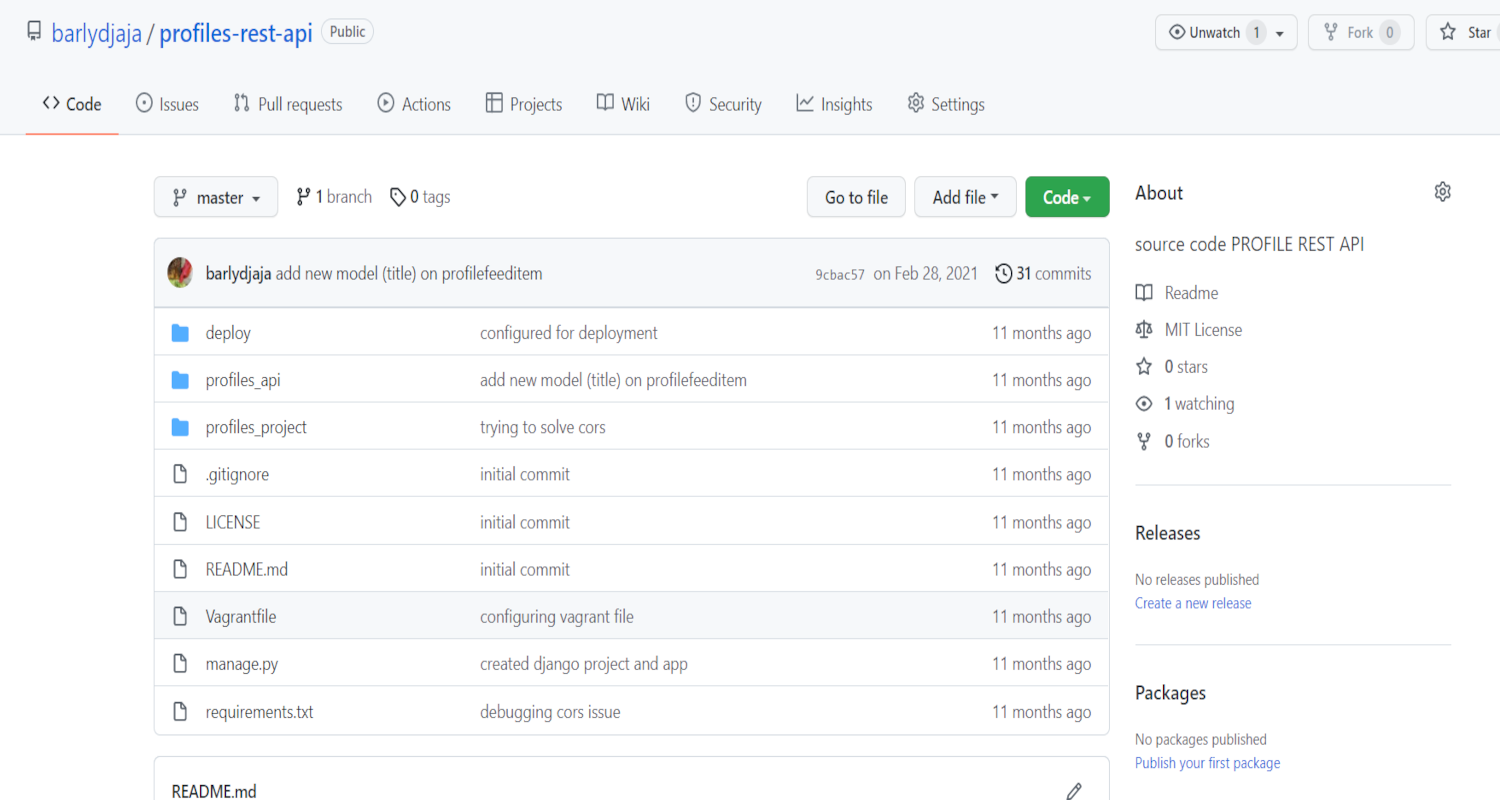 barlydjaja / profiles-rest-api Public
Unwatch 1 Fork 0 Star
Code Issues Pull requests Actions Projects Wiki Security Insights Settings
master 1 branch 0 tags Go to file Add file Code
barlydjaja add new model (title) on profilefeeditem 9cbac57 on Feb 28, 2021 31 commits
deploy configured for deployment 11 months ago
profiles_api add new model (title) on profilefeeditem 11 months ago
profiles_project trying to solve cors 11 months ago
.gitignore initial commit 11 months ago
LICENSE initial commit 11 months ago
README.md initial commit 11 months ago
Vagrantfile configuring vagrant file 11 months ago
manage.py created django project and app 11 months ago
requirements.txt debugging cors issue 11 months ago
README.md
About
source code PROFILE REST API
Readme
MIT License
0 stars
1 watching
0 forks
Releases
No releases published
Create a new release
Packages
No packages published
Publish your first package